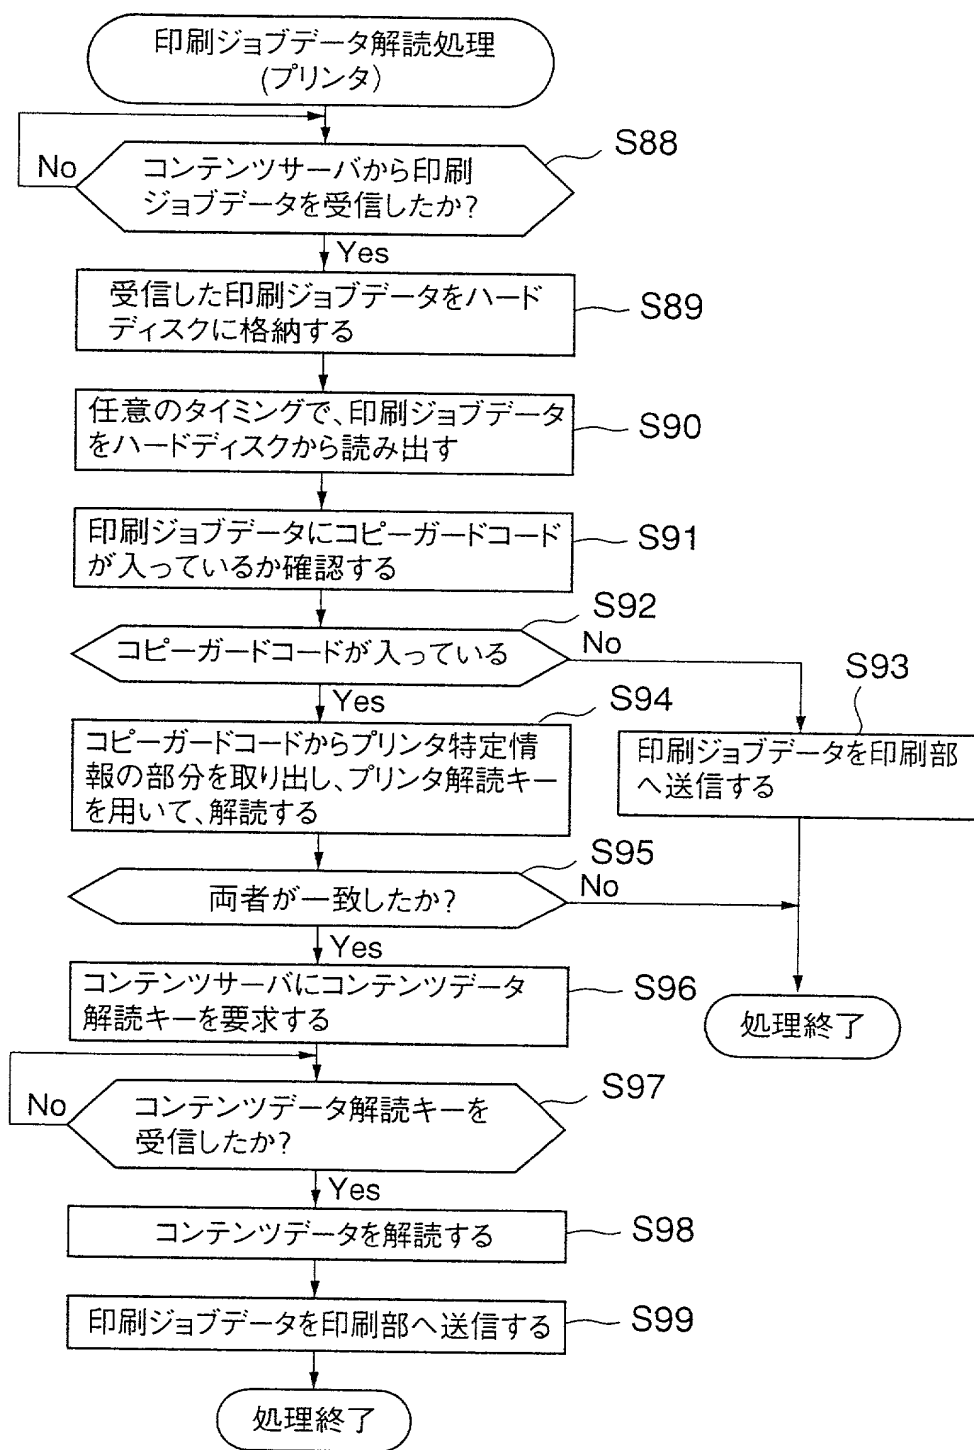 印刷ジョブデータ解読処理
(プリンタ)
S88
No
コンテンツサーバから印刷
ジョブデータを受信したか?
Yes
受信した印刷ジョブデータをハード
ディスクに格納する
S89
任意のタイミングで、印刷ジョブデータ
をハードディスクから読み出す
S90
印刷ジョブデータにコピーガードコード
が入っているか確認する
S91
S92
コピーガードコードが入っている
No
Yes
S93
S94
コピーガードコードからプリンタ特定情
報の部分を取り出し、プリンタ解読キー
を用いて、解読する
印刷ジョブデータを印刷部
へ送信する
S95
両者が一致したか?
No
Yes
コンテンツサーバにコンテンツデータ
解読キーを要求する
S96
処理終了
S97
No
コンテンツデータ解読キーを
受信したか?
Yes
コンテンツデータを解読する
S98
印刷ジョブデータを印刷部へ送信する
S99
処理終了